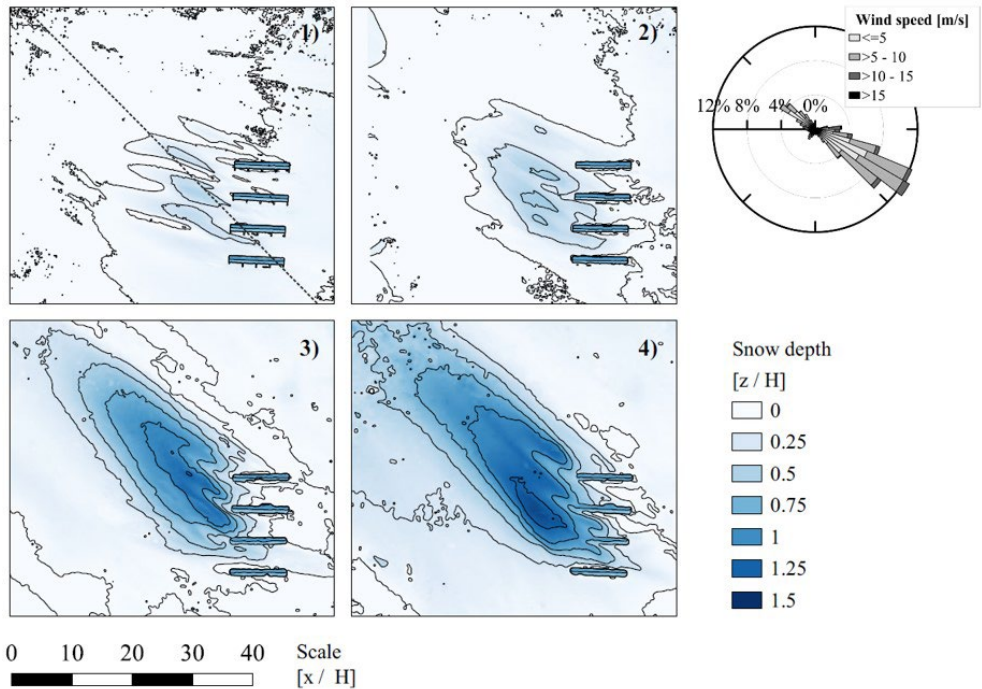 1)
2)
Wind speed [m/s]
<=5
>5 - 10
>10 - 15
>15
12% 8% 4% 0%
3)
4)
Snow depth
[z / H]
0
0.25
0.5
0.75
1
1.25
1.5
0 10 20 30 40
Scale
[x / H]